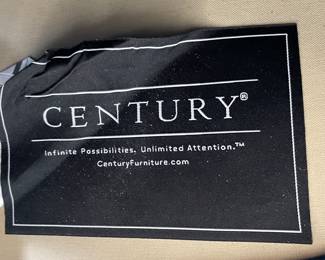 CENTURY®
Infinite Possibilities. Unlimited Attention.™
CenturyFurniture.com